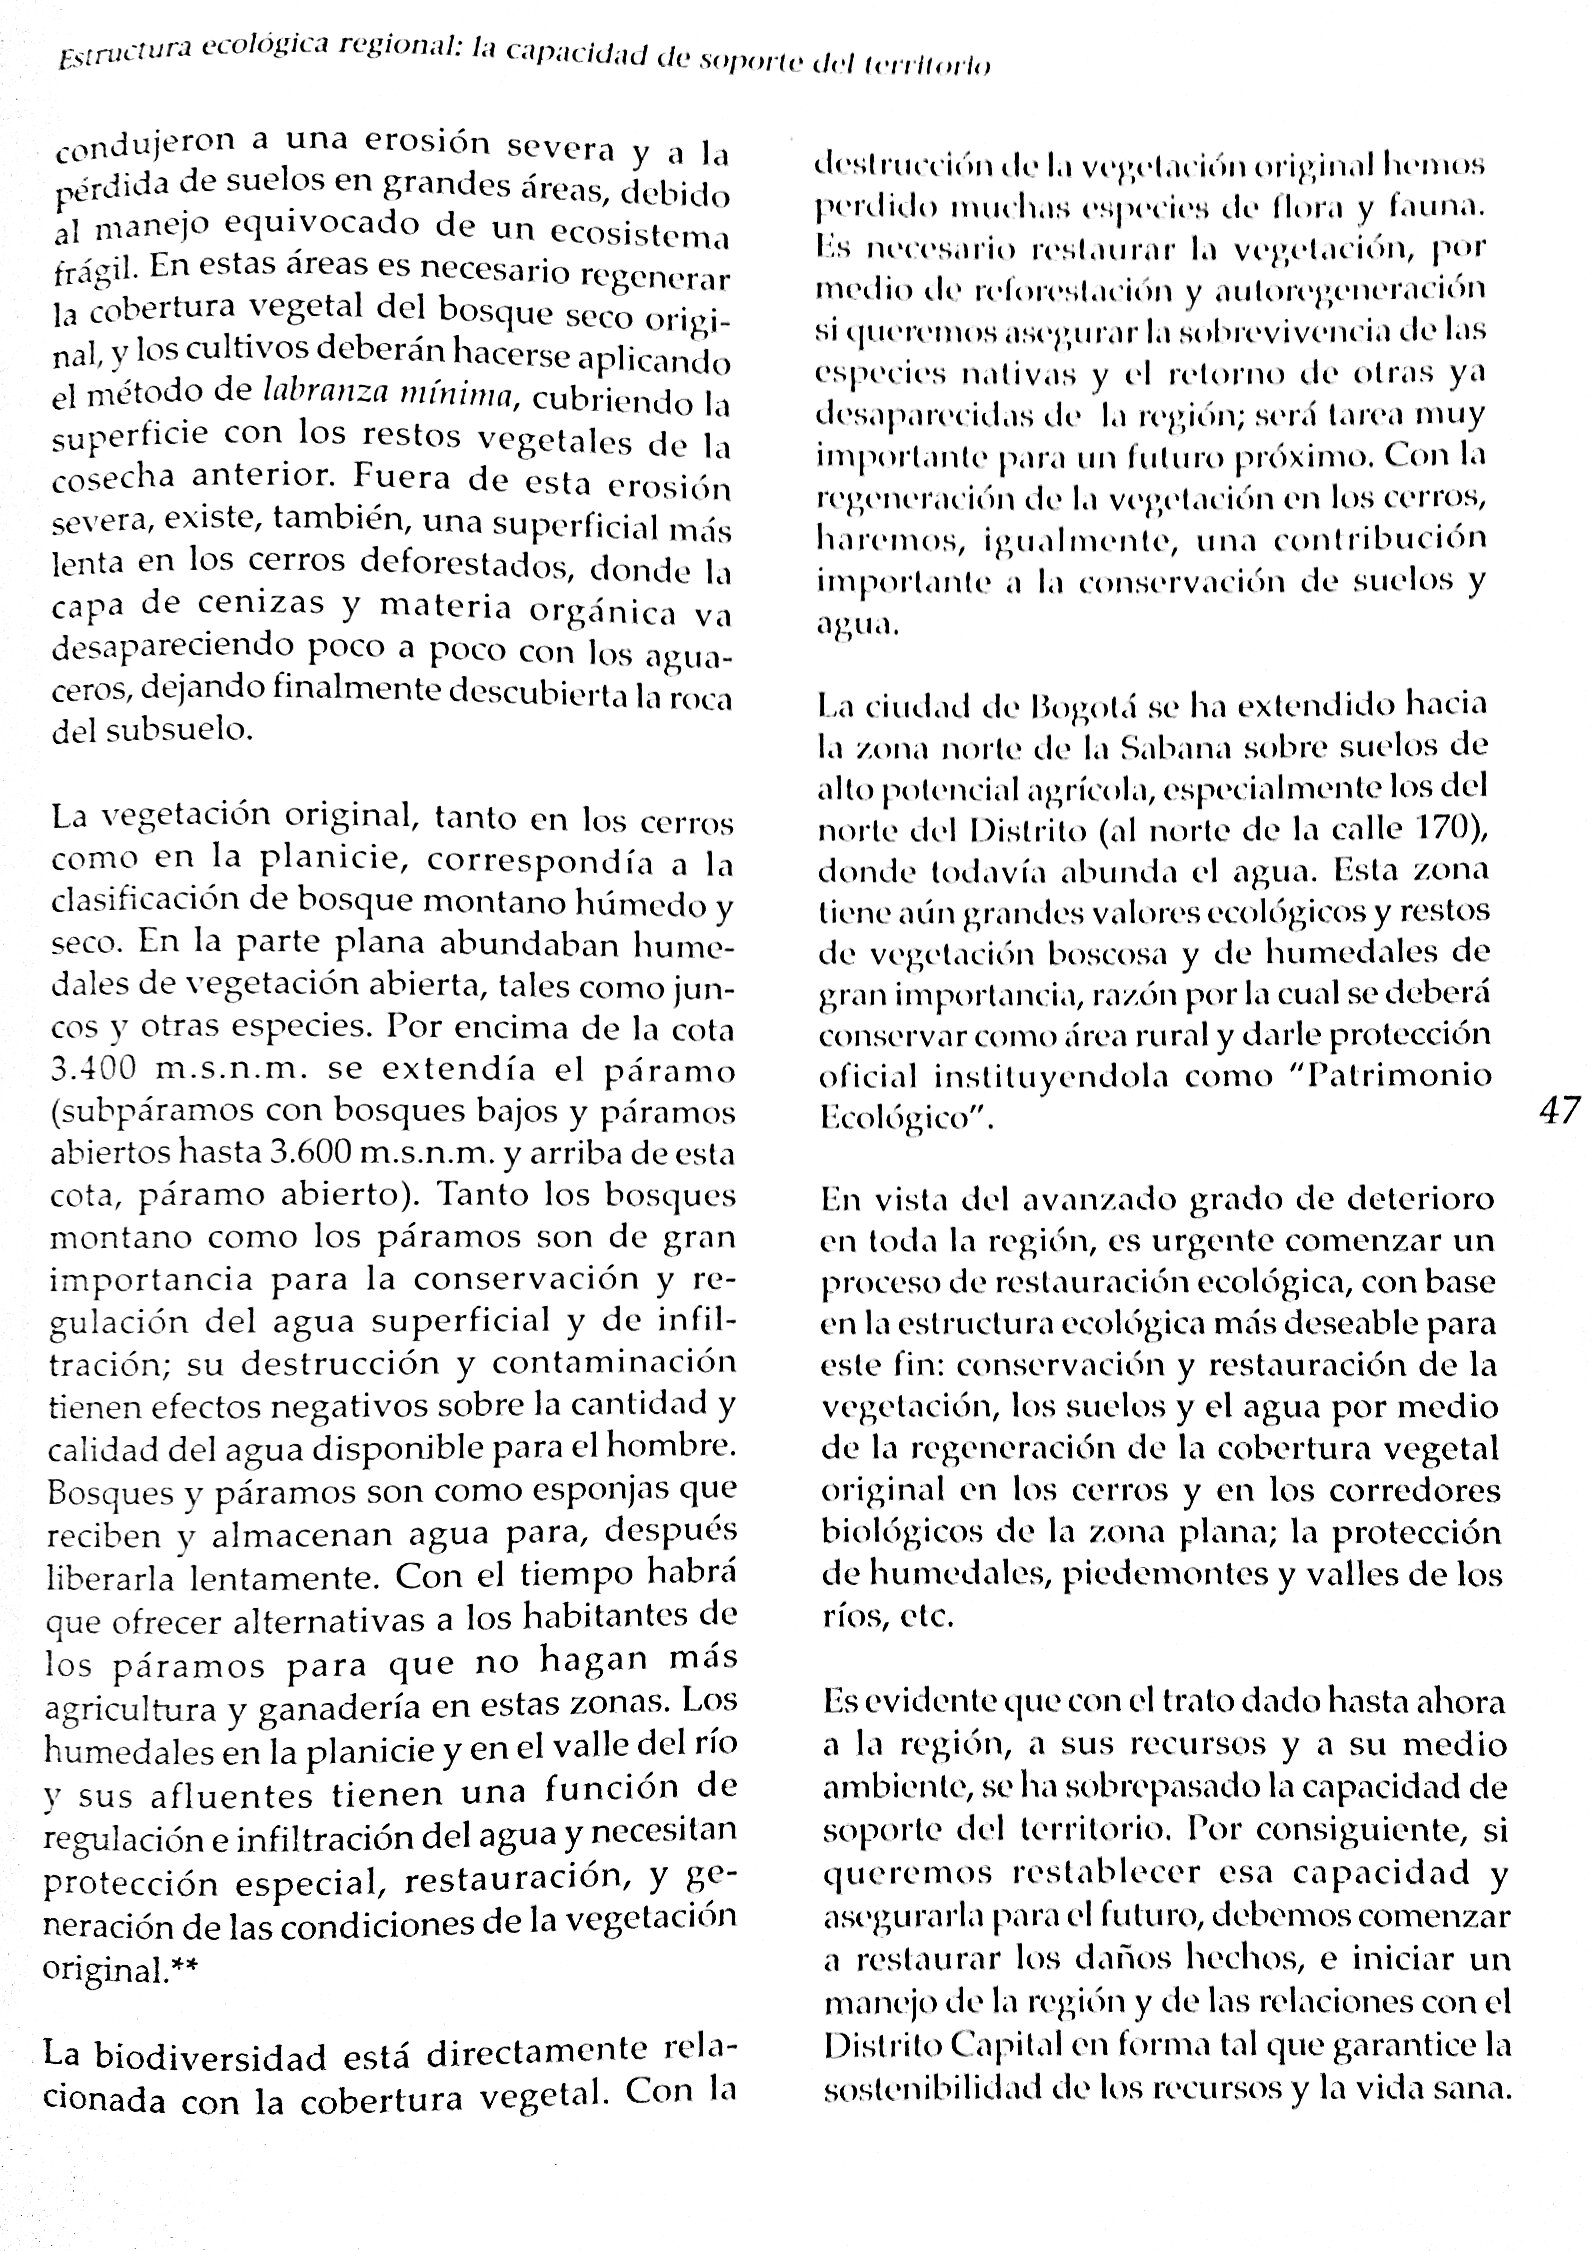 Estructura ecológica regional: la capacidad de soporte del territorio
condujeron a una erosión severa y a la
pérdida de suelos en grandes áreas, debido
al manejo equivocado de un ecosistema
frágil. En estas áreas es necesario regenerar
la cobertura vegetal del bosque seco origi-
nal, y los cultivos deberán hacerse aplicando
el método de labranza mínima, cubriendo la
superficie con los restos vegetales de la
cosecha anterior. Fuera de esta erosión
severa, existe, también, una superficial más
lenta en los cerros deforestados, donde la
capa de cenizas y materia orgánica va
desapareciendo poco a poco con los agua-
ceros, dejando finalmente descubierta la roca
del subsuelo.
La vegetación original, tanto en los cerros
como en la planicie, correspondía a la
clasificación de bosque montano húmedo y
seco. En la parte plana abundaban hume-
dales de vegetación abierta, tales como jun-
cos y otras especies. Por encima de la cota
3.400 m.s.n.m. se extendía el páramo
(subpáramos con bosques bajos y páramos
abiertos hasta 3.600 m.s.n.m. y arriba de esta
cota, páramo abierto). Tanto los bosques
montano como los páramos son de gran
importancia para la conservación y re-
gulación del agua superficial y de infil-
tración; su destrucción y contaminación
tienen efectos negativos sobre la cantidad y
calidad del agua disponible para el hombre.
Bosques y páramos son como esponjas que
reciben y almacenan agua para, después
liberarla lentamente. Con el tiempo habrá
que ofrecer alternativas a los habitantes de
los páramos para que no hagan más
agricultura y ganadería en estas zonas. Los
humedales en la planicie y en el valle del río
y sus afluentes tienen una función de
regulación e infiltración del agua y necesitan
protección especial, restauración, y ge-
neración de las condiciones de la vegetación
original.**
La biodiversidad está directamente rela-
cionada con la cobertura vegetal. Con la
destrucción de la vegetación original hemos
perdido muchas especies de flora y fauna.
Es necesario restaurar la vegetación, por
medio de reforestación y autoregeneración
si queremos asegurar la sobrevivencia de las
especies nativas y el retorno de otras ya
desaparecidas de la región; será tarea muy
importante para un futuro próximo. Con la
regeneración de la vegetación en los cerros,
haremos, igualmente, una contribución
importante a la conservación de suelos y
agua.
La ciudad de Bogotá se ha extendido hacia
la zona norte de la Sabana sobre suelos de
alto potencial agrícola, especialmente los del
norte del Distrito (al norte de la calle 170),
donde todavía abunda el agua. Esta zona
tiene aún grandes valores ecológicos y restos
de vegetación boscosa y de humedales de
gran importancia, razón por la cual se deberá
conservar como área rural y darle protección
oficial instituyendola como "Patrimonio
Ecológico".
47
En vista del avanzado grado de deterioro
en toda la región, es urgente comenzar un
proceso de restauración ecológica, con base
en la estructura ecológica más deseable para
este fin: conservación y restauración de la
vegetación, los suelos y el agua por medio
de la regeneración de la cobertura vegetal
original en los cerros y en los corredores
biológicos de la zona plana; la protección
de humedales, piedemontes y valles de los
ríos, etc.
Es evidente que con el trato dado hasta ahora
a la región, a sus recursos y a su medio
ambiente, se ha sobrepasado la capacidad de
soporte del territorio. Por consiguiente, si
queremos restablecer esa capacidad y
asegurarla para el futuro, debemos comenzar
a restaurar los daños hechos, e iniciar un
manejo de la región y de las relaciones con el
Distrito Capital en forma tal que garantice la
sostenibilidad de los recursos y la vida sana.